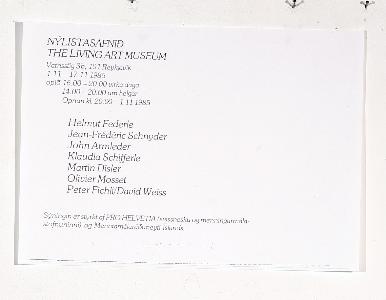 NÝLISTASAFNIÐ
THE LIVING ART MUSEUM
Vatnsstíg 3b, 101 Reykjavík
1.11 - 17.11 1985
opið 16.00 - 20.00 virka daga
14.00 - 20.00 um helgar
Opnun kl. 20.00 1.11 1985
Helmut Federle
Jean-Frédéric Schnyder
John Armleder
Klaudia Schifferle
Martin Disler
Olivier Mosset
Peter Fichli/David Weiss
Sýningin er styrkt af PRO HELVETIA
og Menntamálaráðuneyti Íslands